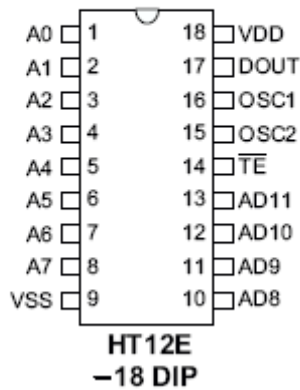 A0 1 18 VDD
A1 2 17 DOUT
A2 3 16 OSC1
A3 4 15 OSC2
A4 5 14 T̅E̅
A5 6 13 AD11
A6 7 12 AD10
A7 8 11 AD9
VSS 9 10 AD8
HT12E
–18 DIP